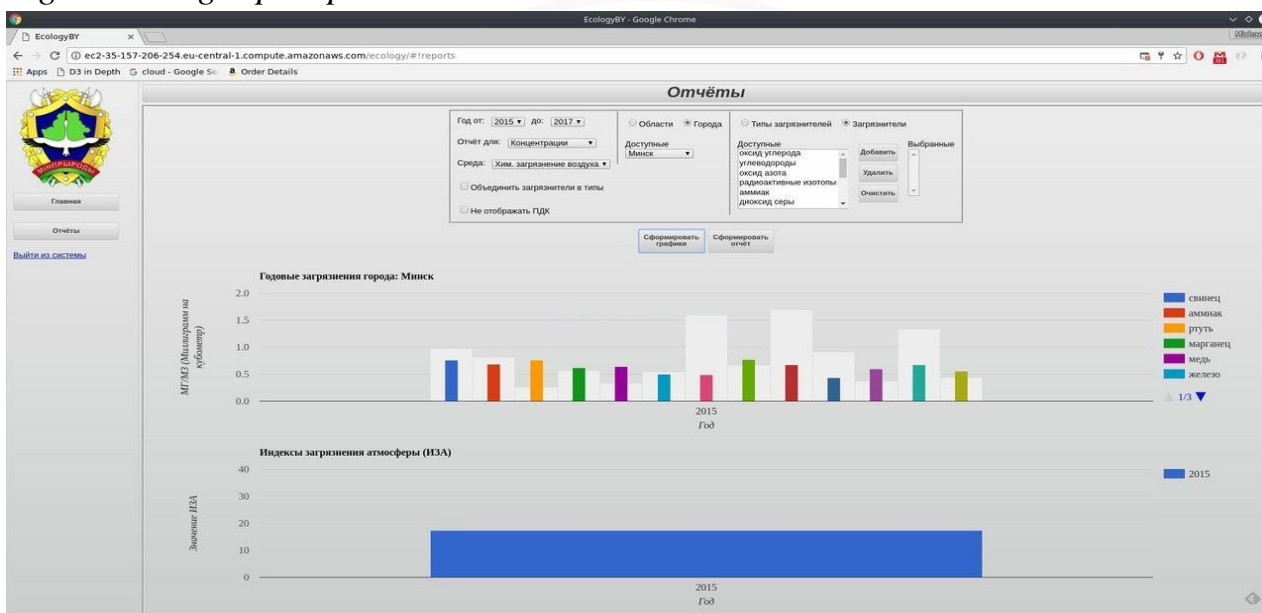 EcologyBY - Google Chrome
EcologyBY
ec2-35-157-206-254.eu-central-1.compute.amazonaws.com/ecology/#!reports
Apps D3 in Depth cloud - Google Se Order Details
МИНПРИРОДЫ
Главная
Отчёты
Выйти из системы
Отчёты
Год от: 2015 до: 2017
Отчёт для: Концентрации
Среда: Хим. загрязнение воздуха
Объединить загрязнители в типы
Не отображать ПДК
Области Города
Доступные
Минск
Типы загрязнителей Загрязнители
Доступные
оксид углерода
углеводороды
оксид азота
радиоактивные изотопы
аммиак
диоксид серы
Добавить
Удалить
Очистить
Выбранные
Сформировать
графики
Сформировать
отчёт
Годовые загрязнения города: Минск
МГ/М3 (Миллиграмм на
кубометр)
2.0
1.5
1.0
0.5
0.0
2015
Год
свинец
аммиак
ртуть
марганец
медь
железо
1/3
Индексы загрязнения атмосферы (ИЗА)
Значение ИЗА
40
30
20
10
0
2015
Год
2015